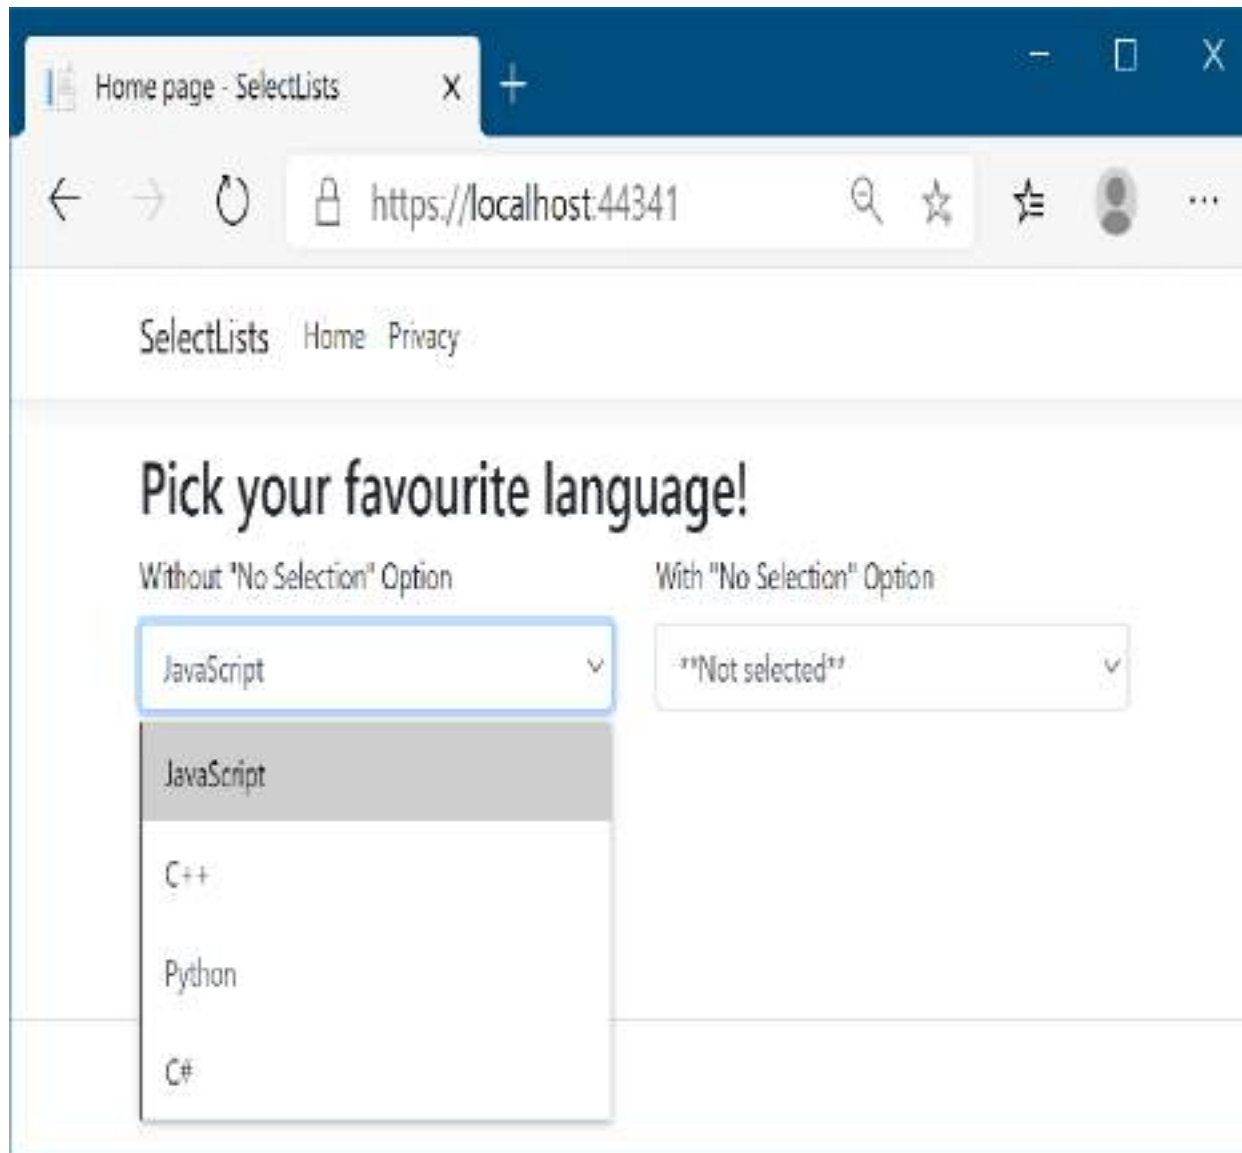 Home page - SelectLists
https://localhost:44341
SelectLists Home Privacy
Pick your favourite language!
Without "No Selection" Option
With "No Selection" Option
JavaScript
**Not selected**
JavaScript
C++
Python
C#